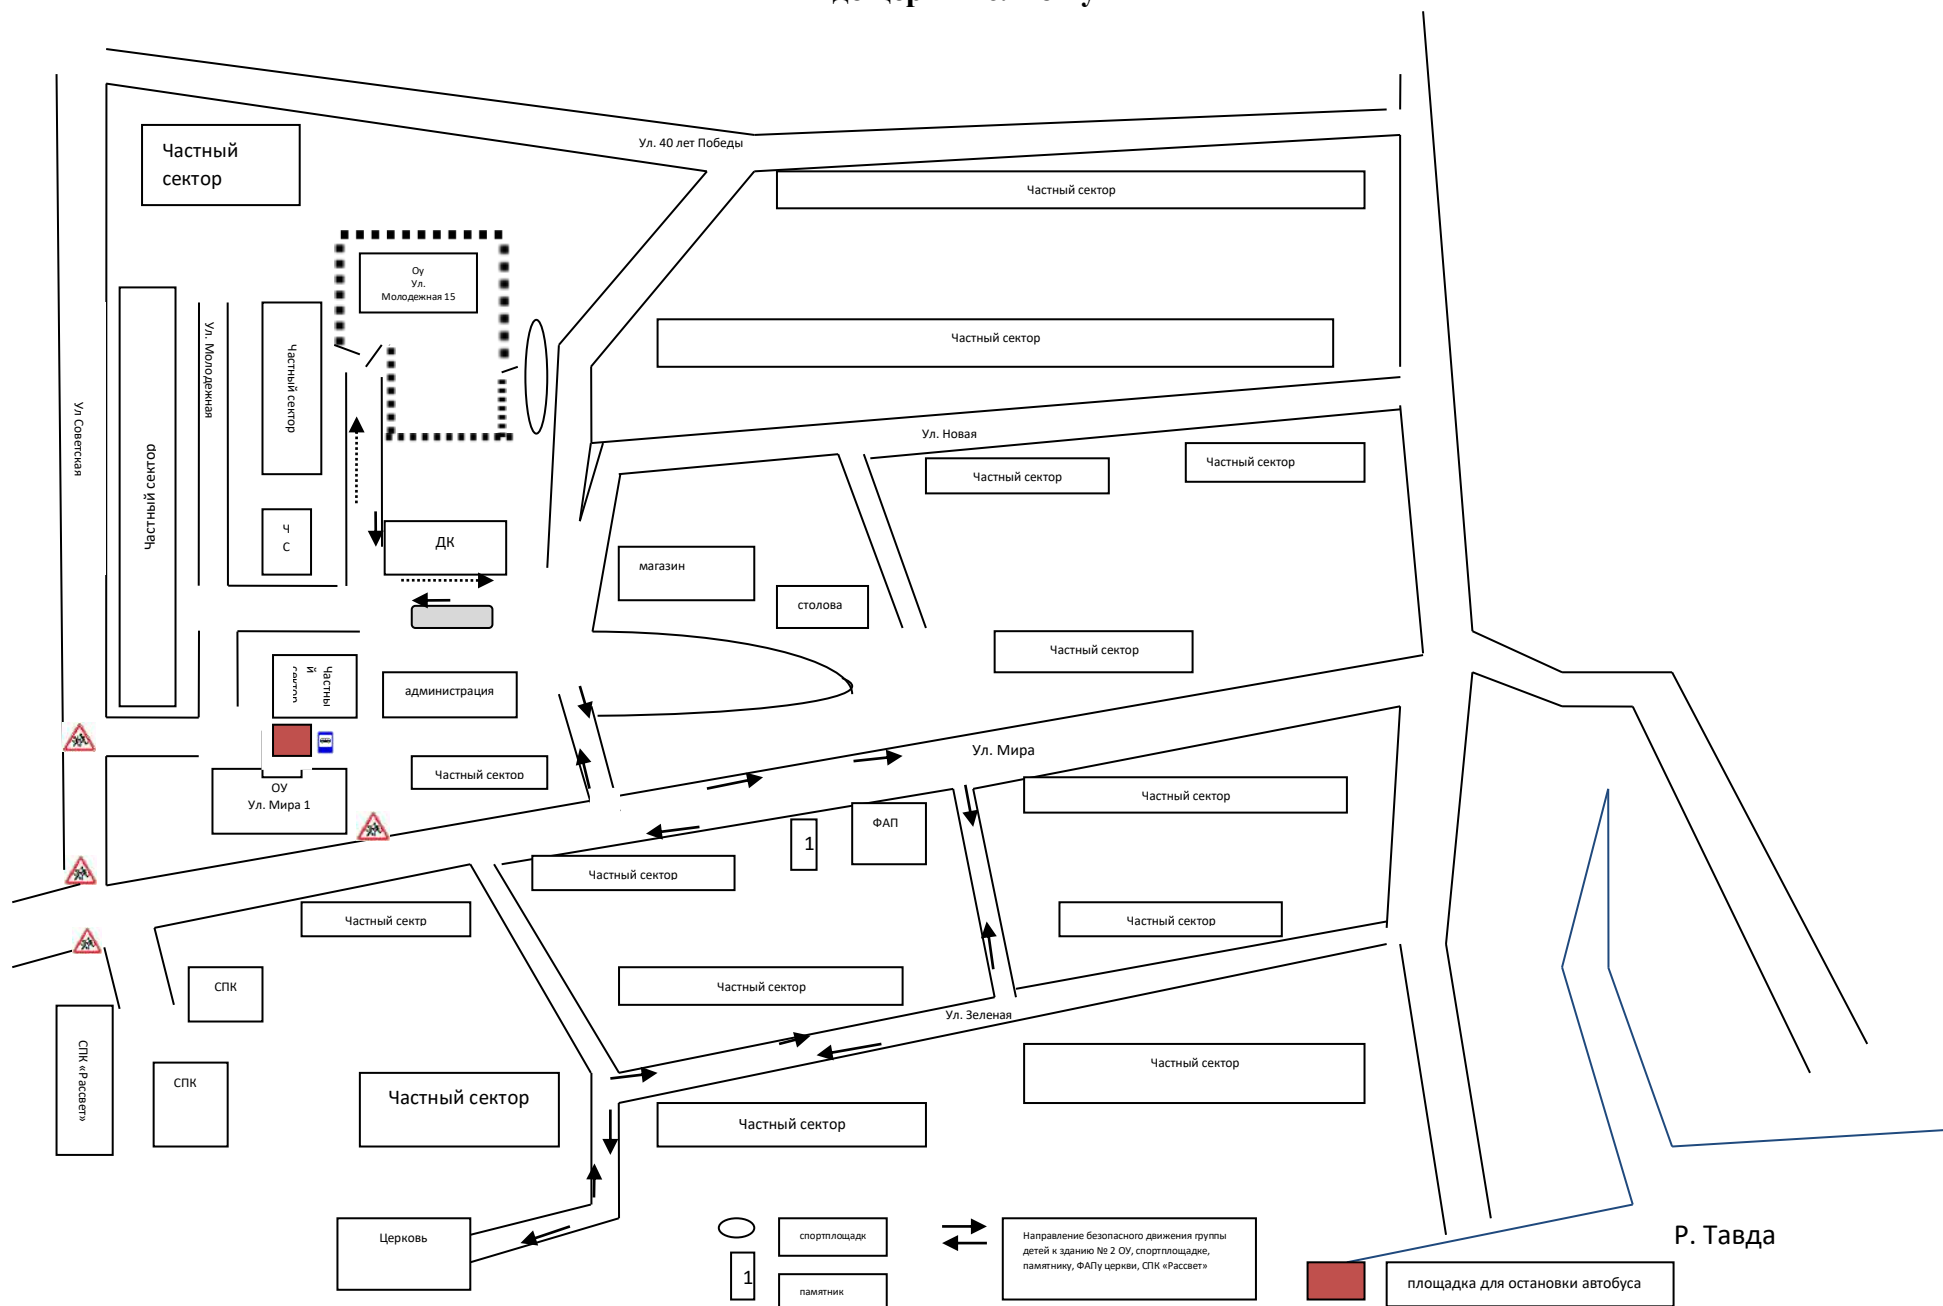 Ул. 40 лет Победы
Частный
сектор
Частный сектор
Оу
Ул.
Молодежная 15
Ул. Молодежная
Частный сектор
Частный сектор
Ул Советская
Частный сектор
Ул. Новая
Частный сектор
Частный сектор
Ч
С
ДК
магазин
столова
Частный сектор
Частны
й
сектор
администрация
Ул. Мира
Частный сектор
ОУ
Ул. Мира 1
Частный сектор
1
ФАП
Частный сектор
Частный сектр
Частный сектор
СПК
Частный сектор
Ул. Зеленая
СПК «Рассвет»
СПК
Частный сектор
Частный сектор
Частный сектор
Церковь
спортплощадк
1
памятник
Направление безопасного движения группы
детей к зданию № 2 ОУ, спортплощадке,
памятнику, ФАПу церкви, СПК «Рассвет»
Р. Тавда
площадка для остановки автобуса